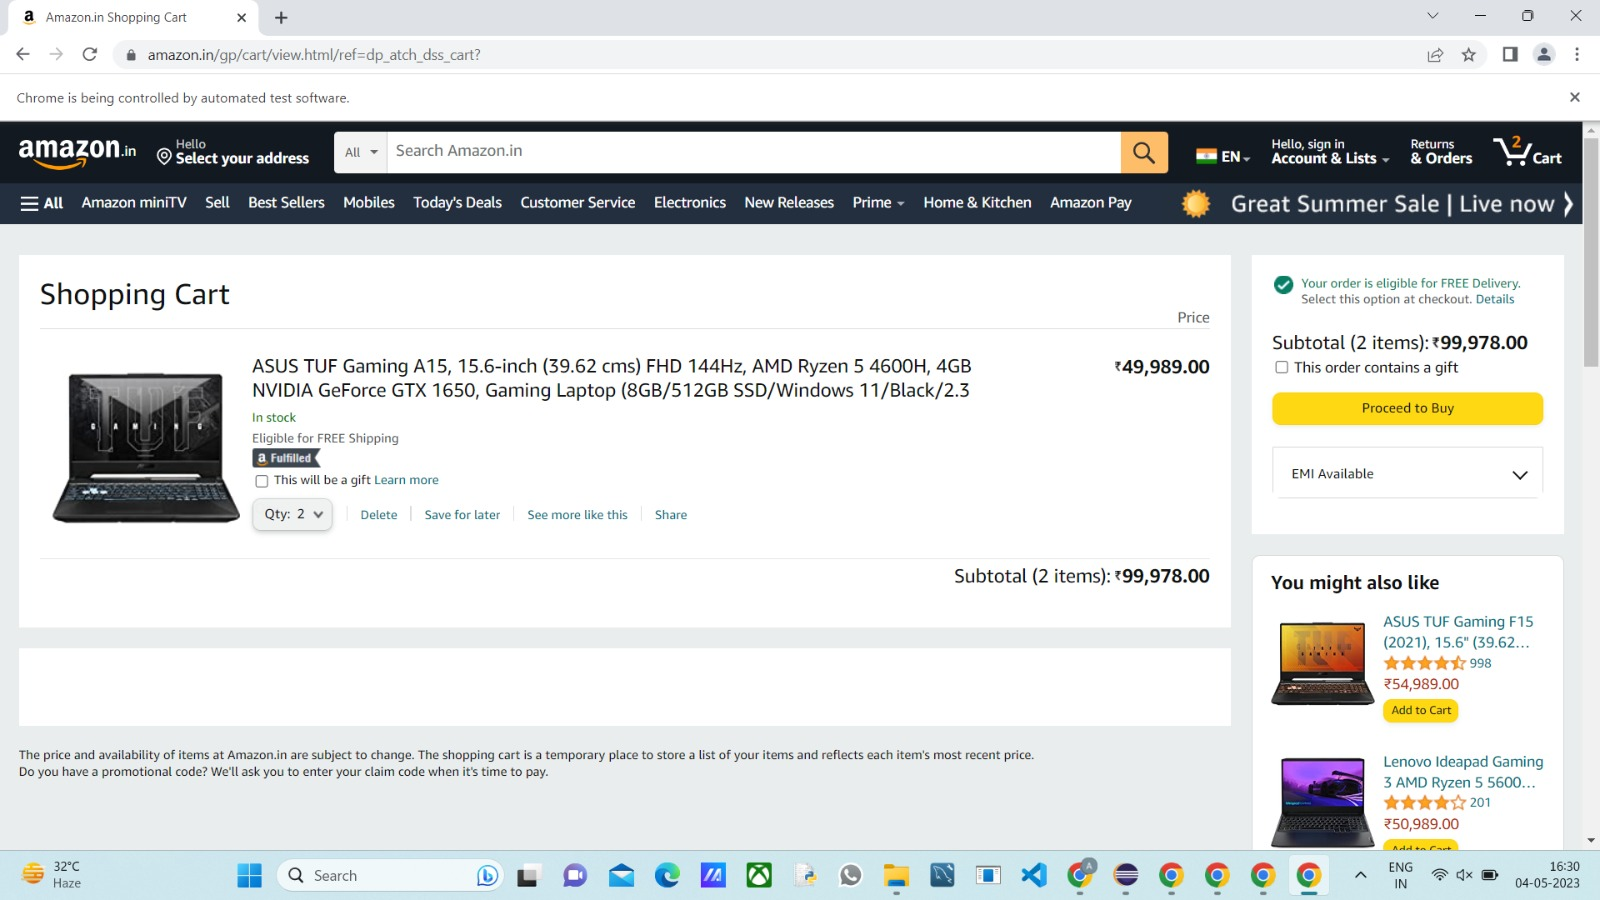 Amazon.in Shopping Cart
amazon.in/gp/cart/view.html/ref=dp_atch_dss_cart?
Chrome is being controlled by automated test software.
amazon.in
Hello
Select your address
All
Search Amazon.in
EN
Hello, sign in
Account & Lists
Returns
& Orders
2
Cart
All
Amazon miniTV
Sell
Best Sellers
Mobiles
Today's Deals
Customer Service
Electronics
New Releases
Prime
Home & Kitchen
Amazon Pay
Great Summer Sale | Live now
Shopping Cart
Price
TUF
GAMING
ASUS TUF Gaming A15, 15.6-inch (39.62 cms) FHD 144Hz, AMD Ryzen 5 4600H, 4GB
NVIDIA GeForce GTX 1650, Gaming Laptop (8GB/512GB SSD/Windows 11/Black/2.3
₹49,989.00
In stock
Eligible for FREE Shipping
a Fulfilled
This will be a gift Learn more
Qty: 2
Delete
Save for later
See more like this
Share
Subtotal (2 items): ₹99,978.00
Your order is eligible for FREE Delivery.
Select this option at checkout. Details
Subtotal (2 items): ₹99,978.00
This order contains a gift
Proceed to Buy
EMI Available
You might also like
ASUS TUF Gaming F15
(2021), 15.6" (39.62...
998
₹54,989.00
Add to Cart
Lenovo Ideapad Gaming
3 AMD Ryzen 5 5600...
201
₹50,989.00
Add to Cart
The price and availability of items at Amazon.in are subject to change. The shopping cart is a temporary place to store a list of your items and reflects each item's most recent price.
Do you have a promotional code? We'll ask you to enter your claim code when it's time to pay.
32°C
Haze
Search
A
ENG
IN
16:30
04-05-2023